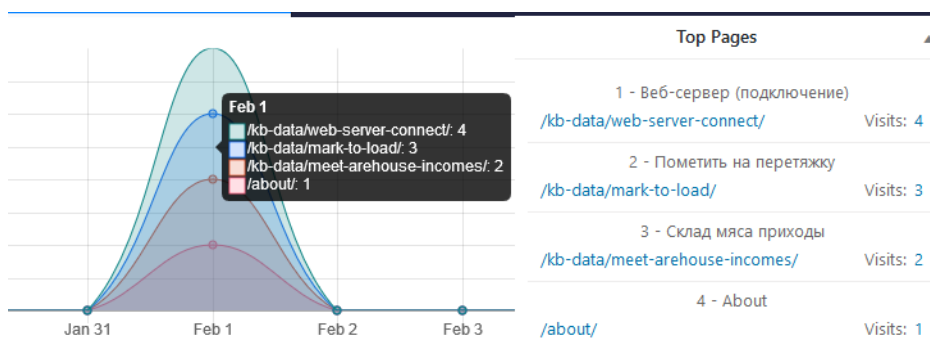 Feb 1
/kb-data/web-server-connect/: 4
/kb-data/mark-to-load/: 3
/kb-data/meet-arehouse-incomes/: 2
/about/: 1
Jan 31
Feb 1
Feb 2
Feb 3
Top Pages
1 - Веб-сервер (подключение)
/kb-data/web-server-connect/ Visits: 4
2 - Пометить на перетяжку
/kb-data/mark-to-load/ Visits: 3
3 - Склад мяса приходы
/kb-data/meet-arehouse-incomes/ Visits: 2
4 - About
/about/ Visits: 1